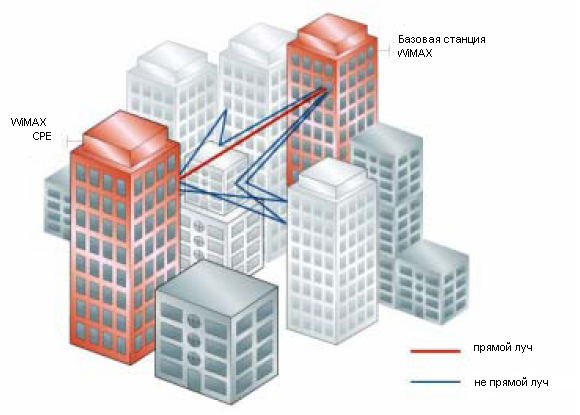 Базовая станция
WiMAX
WiMAX
CPE
прямой луч
не прямой луч